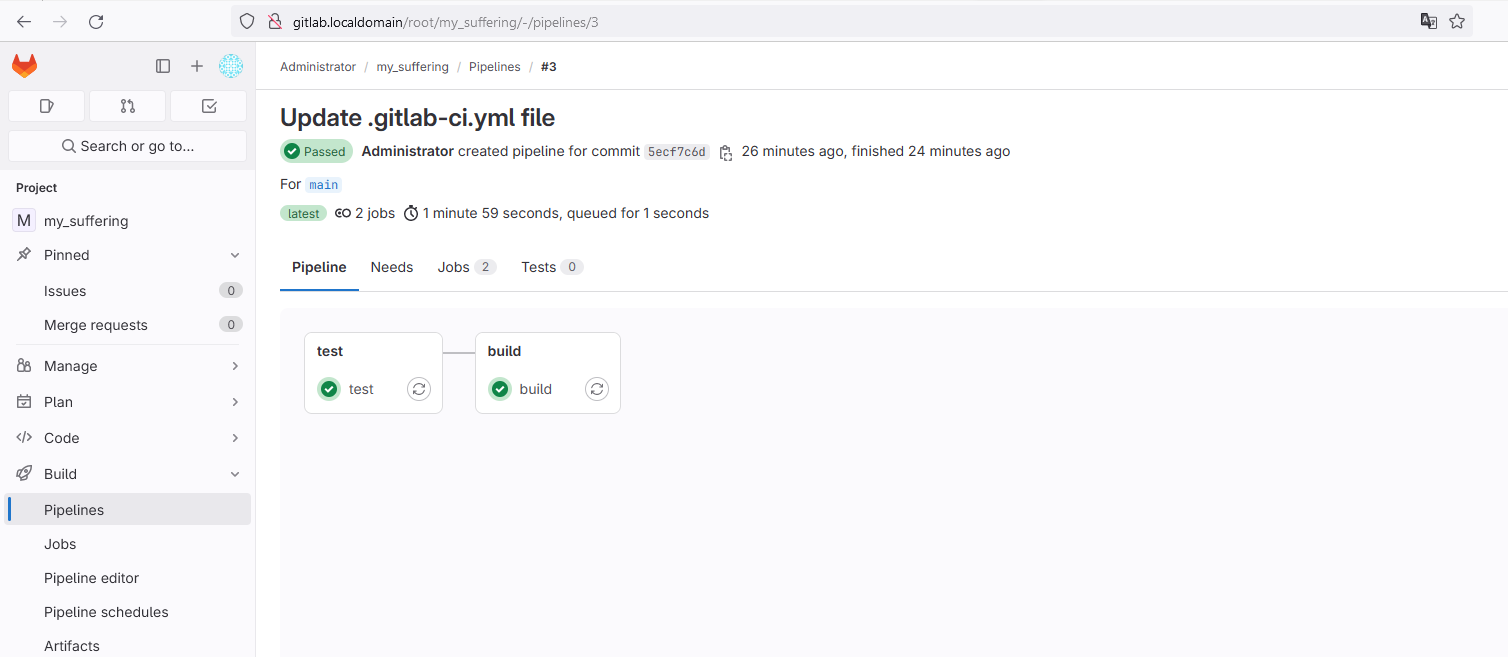 gitlab.localdomain/root/my_suffering/-/pipelines/3
Administrator / my_suffering / Pipelines / #3
Search or go to...
Project
M my_suffering
Pinned
Issues 0
Merge requests 0
Manage
Plan
Code
Build
Pipelines
Jobs
Pipeline editor
Pipeline schedules
Artifacts
Update .gitlab-ci.yml file
Passed Administrator created pipeline for commit 5ecf7c6d 26 minutes ago, finished 24 minutes ago
For main
latest 2 jobs 1 minute 59 seconds, queued for 1 seconds
Pipeline Needs Jobs 2 Tests 0
test build
test build